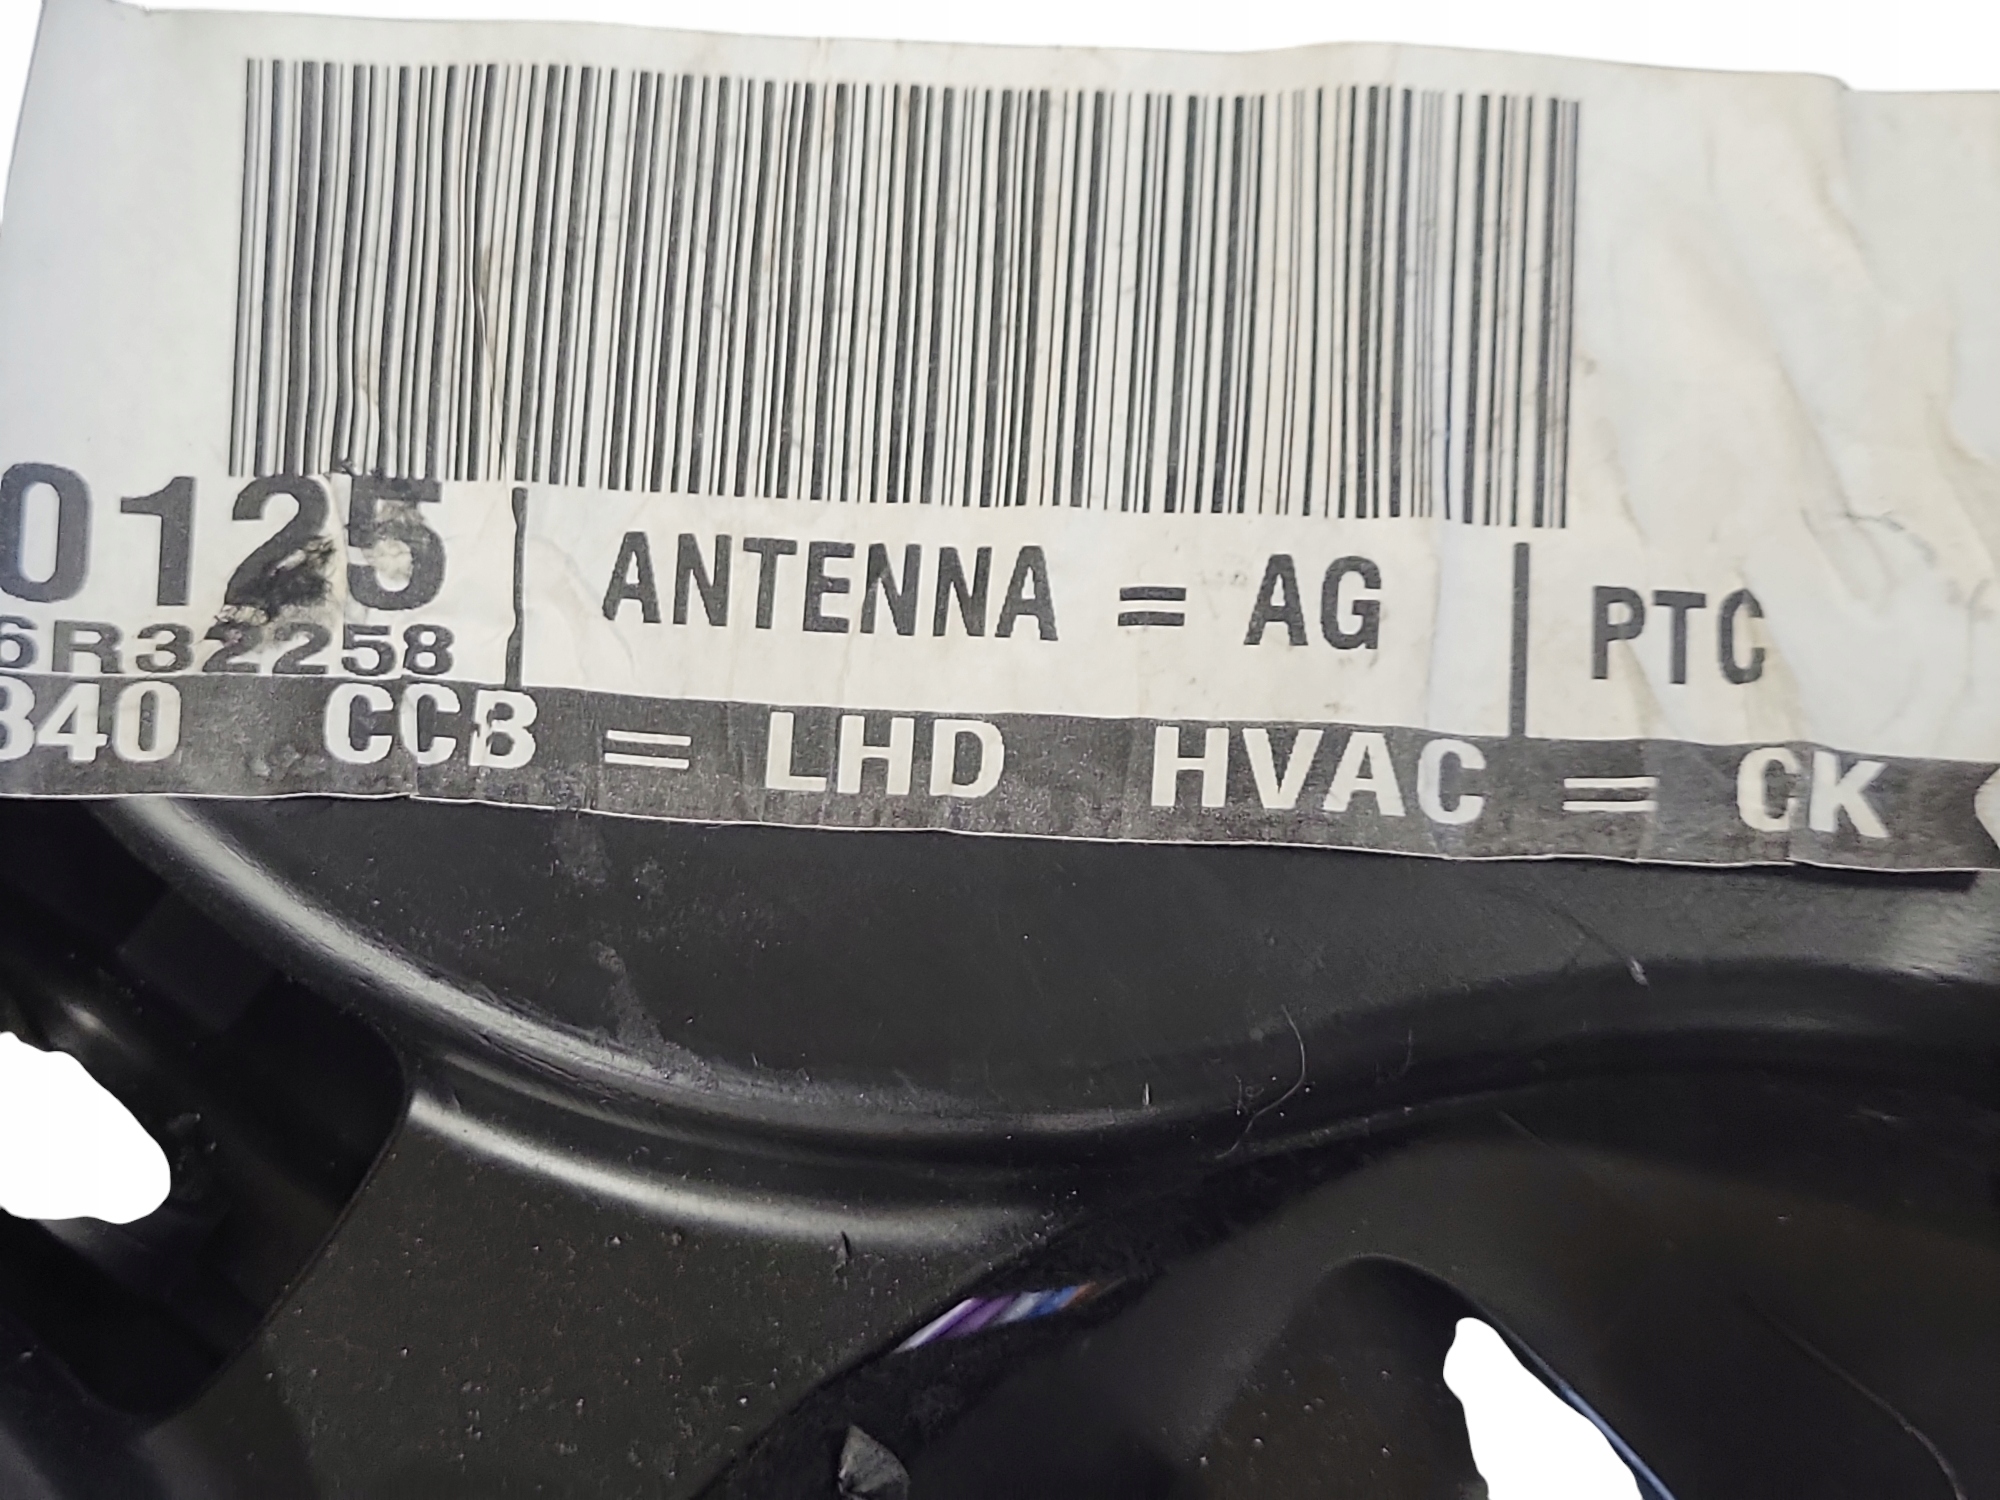 0125 ANTENNA = AG PTC
6R32258
340 CCB = LHD HVAC = CK